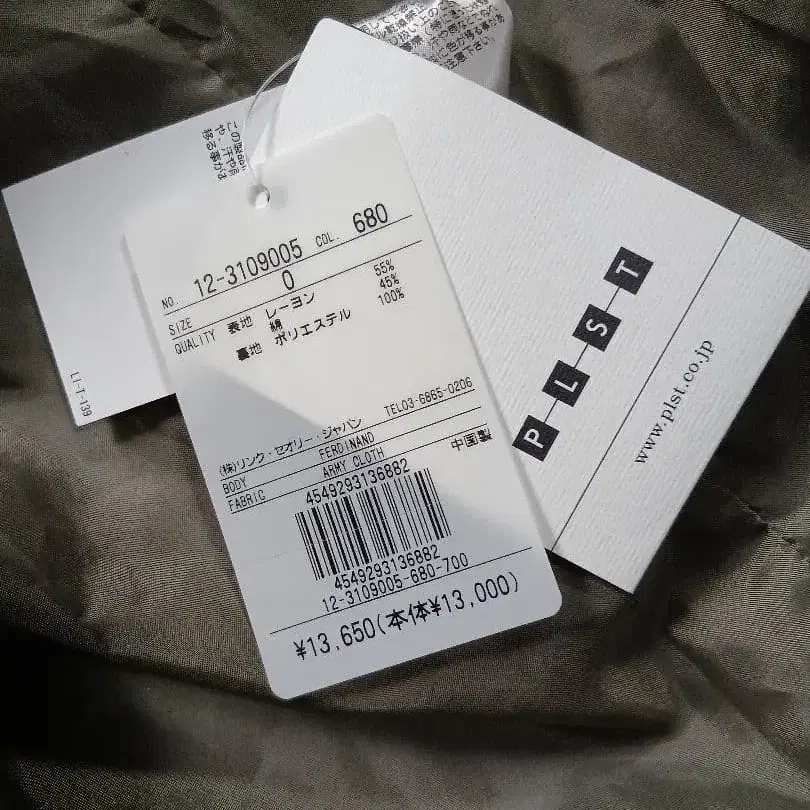 NO. 12-3109005 COL. 680
SIZE 0
QUALITY 表地 レーヨン 55%
綿 45%
裏地 ポリエステル 100%
(株)リンク・セオリー・ジャパン TEL03-6865-0206
BODY FERDINAND
FABRIC ARMY CLOTH 中国製
4549293136882
4549293136882
12-3109005-680-700
¥13,650(本体¥13,000)
PLST
www.plst.co.jp
LI-T-139